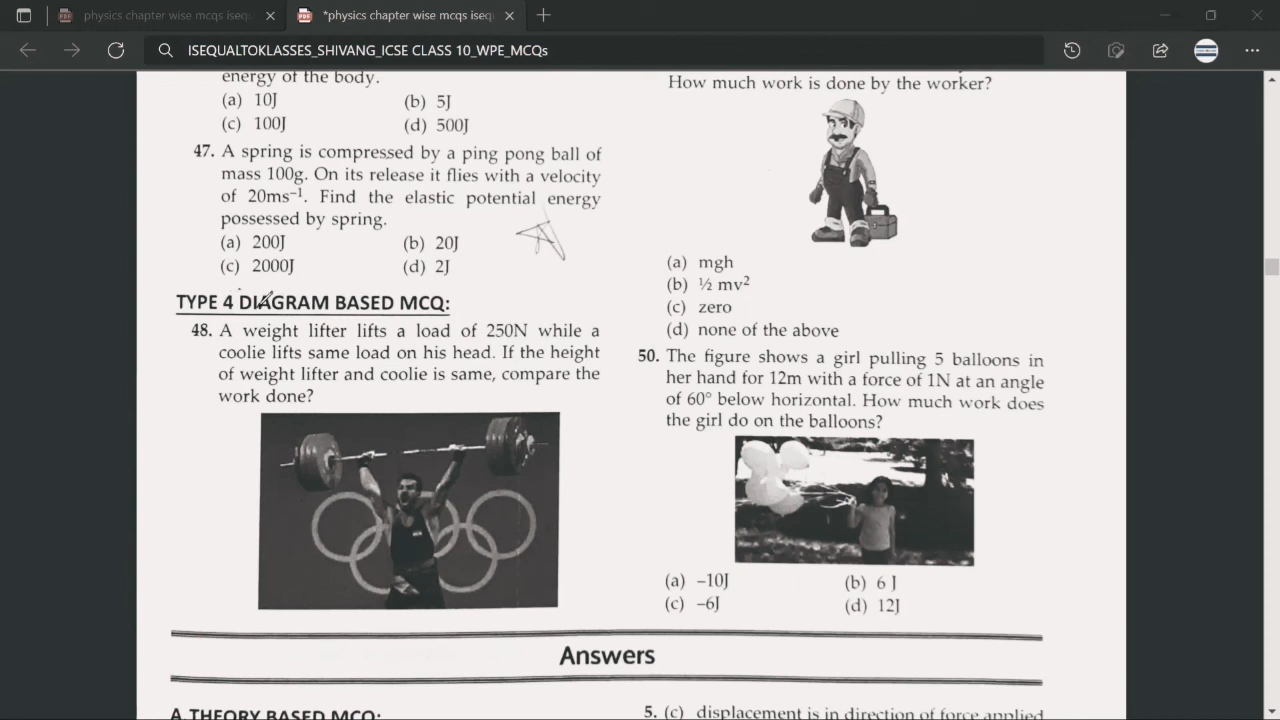 physics chapter wise mcqs iseq
*physics chapter wise mcqs iseq
ISEQUALTOKLASSES_SHIVANG_ICSE CLASS 10_WPE_MCQs
energy of the body.
(a) 10J (b) 5J
(c) 100J (d) 500J
47. A spring is compressed by a ping pong ball of
mass 100g. On its release it flies with a velocity
of 20ms⁻¹. Find the elastic potential energy
possessed by spring.
(a) 200J (b) 20J
(c) 2000J (d) 2J
TYPE 4 DIAGRAM BASED MCQ:
48. A weight lifter lifts a load of 250N while a
coolie lifts same load on his head. If the height
of weight lifter and coolie is same, compare the
work done?
How much work is done by the worker?
(a) mgh
(b) ½ mv²
(c) zero
(d) none of the above
50. The figure shows a girl pulling 5 balloons in
her hand for 12m with a force of 1N at an angle
of 60° below horizontal. How much work does
the girl do on the balloons?
(a) –10J (b) 6 J
(c) –6J (d) 12J
Answers
A THEORY BASED MCQ:
5. (c) displacement is in direction of force applied